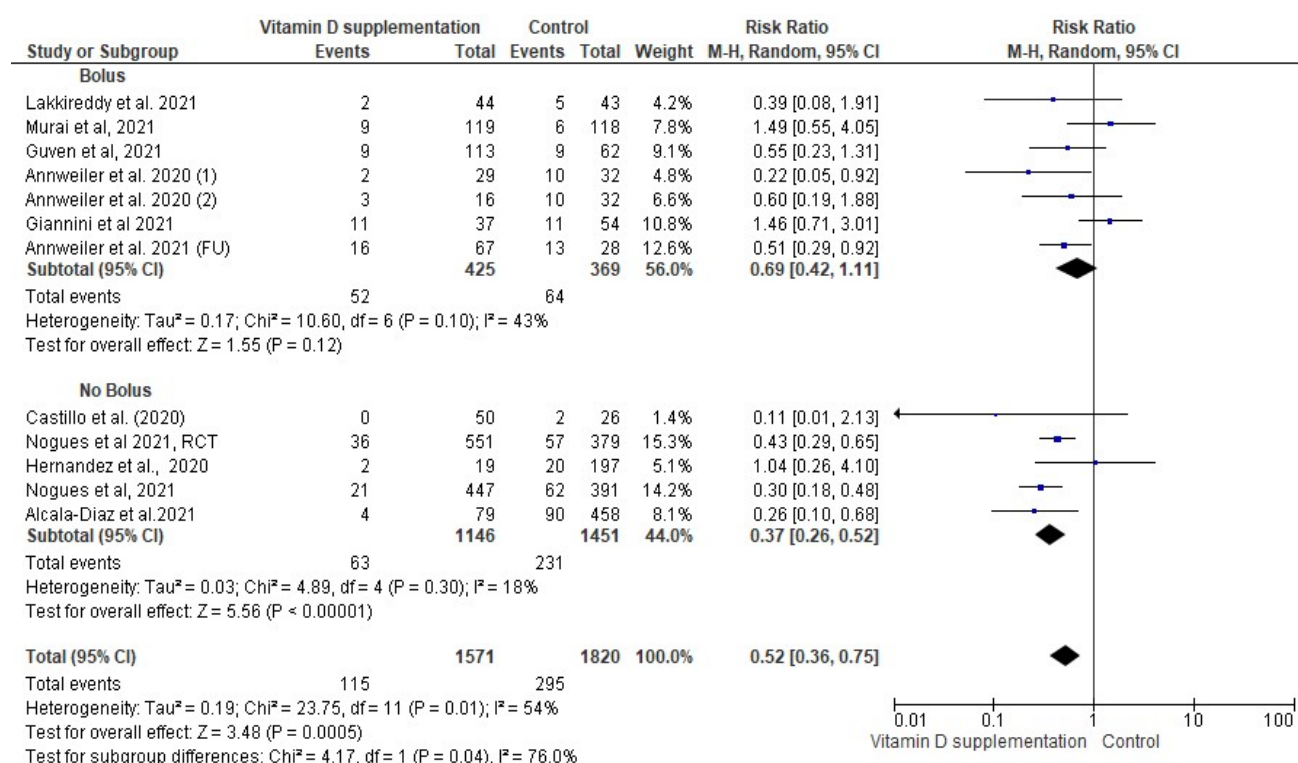 Vitamin D supplementation Control Risk Ratio Risk Ratio
Study or Subgroup Events Total Events Total Weight M-H, Random, 95% CI M-H, Random, 95% CI
Bolus
Lakkireddy et al. 2021 2 44 5 43 4.2% 0.39 [0.08, 1.91]
Murai et al, 2021 9 119 6 118 7.8% 1.49 [0.55, 4.05]
Guven et al, 2021 9 113 9 62 9.1% 0.55 [0.23, 1.31]
Annweiler et al. 2020 (1) 2 29 10 32 4.8% 0.22 [0.05, 0.92]
Annweiler et al. 2020 (2) 3 16 10 32 6.6% 0.60 [0.19, 1.88]
Giannini et al 2021 11 37 11 54 10.8% 1.46 [0.71, 3.01]
Annweiler et al. 2021 (FU) 16 67 13 28 12.6% 0.51 [0.29, 0.92]
Subtotal (95% CI) 425 369 56.0% 0.69 [0.42, 1.11]
Total events 52 64
Heterogeneity: Tau² = 0.17; Chi² = 10.60, df = 6 (P = 0.10); I² = 43%
Test for overall effect: Z = 1.55 (P = 0.12)
No Bolus
Castillo et al. (2020) 0 50 2 26 1.4% 0.11 [0.01, 2.13]
Nogues et al 2021, RCT 36 551 57 379 15.3% 0.43 [0.29, 0.65]
Hernandez et al., 2020 2 19 20 197 5.1% 1.04 [0.26, 4.10]
Nogues et al, 2021 21 447 62 391 14.2% 0.30 [0.18, 0.48]
Alcala-Diaz et al.2021 4 79 90 458 8.1% 0.26 [0.10, 0.68]
Subtotal (95% CI) 1146 1451 44.0% 0.37 [0.26, 0.52]
Total events 63 231
Heterogeneity: Tau² = 0.03; Chi² = 4.89, df = 4 (P = 0.30); I² = 18%
Test for overall effect: Z = 5.56 (P < 0.00001)
Total (95% CI) 1571 1820 100.0% 0.52 [0.36, 0.75]
Total events 115 295
Heterogeneity: Tau² = 0.19; Chi² = 23.75, df = 11 (P = 0.01); I² = 54%
Test for overall effect: Z = 3.48 (P = 0.0005)
Test for subgroup differences: Chi² = 4.17, df = 1 (P = 0.04), I² = 76.0%
0.01 0.1 1 10 100
Vitamin D supplementation Control